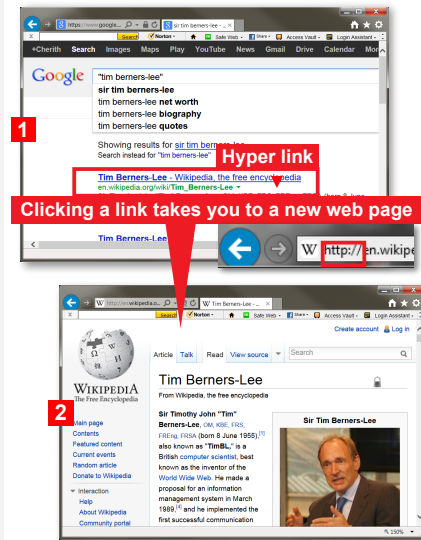 https://www.google...
sir tim berners-lee - ...
X
Search
Norton
Safe Web
Share
Access Vault
Login Assistant
+Cherith Search Images Maps Play YouTube News Gmail Drive Calendar Mor
Google
"tim berners-lee"
sir tim berners-lee
tim berners-lee net worth
tim berners-lee biography
tim berners-lee quotes
1
Showing results for sir tim berners-lee
Search instead for "tim berners-lee"
Hyper link
Tim Berners-Lee - Wikipedia, the free encyclopedia
en.wikipedia.org/wiki/Tim_Berners-Lee
Clicking a link takes you to a new web page
Tim Berners-Lee
W http://en.wikipe
W http://en.wikipedia.o...
W Tim Berners-Lee - ...
X
Search
Norton
Safe Web
Share
Access Vault
Login Assistant
Create account Log in
Article Talk Read View source Search
Ω
W
WIKIPEDIA
The Free Encyclopedia
2
Main page
Contents
Featured content
Current events
Random article
Donate to Wikipedia
Interaction
Help
About Wikipedia
Community portal
Tim Berners-Lee
From Wikipedia, the free encyclopedia
Sir Timothy John "Tim"
Berners-Lee, OM, KBE, FRS,
FREng, FRSA (born 8 June 1955),[1]
also known as "TimBL," is a
British computer scientist, best
known as the inventor of the
World Wide Web. He made a
proposal for an information
management system in March
1989,[4] and he implemented the
first successful communication
Sir Tim Berners-Lee
150%